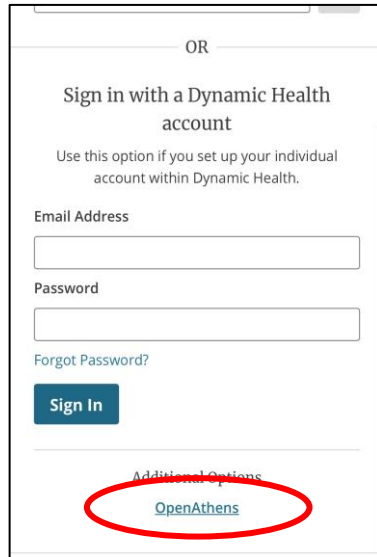 OR
Sign in with a Dynamic Health
account
Use this option if you set up your individual
account within Dynamic Health.
Email Address
Password
Forgot Password?
Sign In
Additional Options
OpenAthens